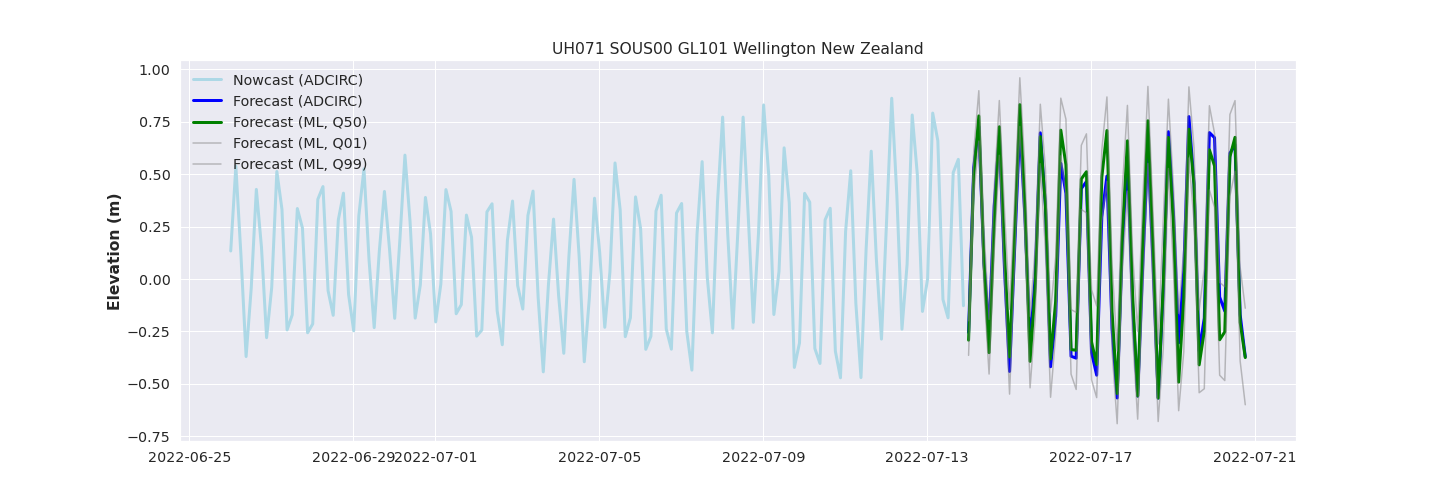 UH071 SOUS00 GL101 Wellington New Zealand
Elevation (m)
1.00
0.75
0.50
0.25
0.00
−0.25
−0.50
−0.75
Nowcast (ADCIRC)
Forecast (ADCIRC)
Forecast (ML, Q50)
Forecast (ML, Q01)
Forecast (ML, Q99)
2022-06-25 2022-06-29 2022-07-01 2022-07-05 2022-07-09 2022-07-13 2022-07-17 2022-07-21